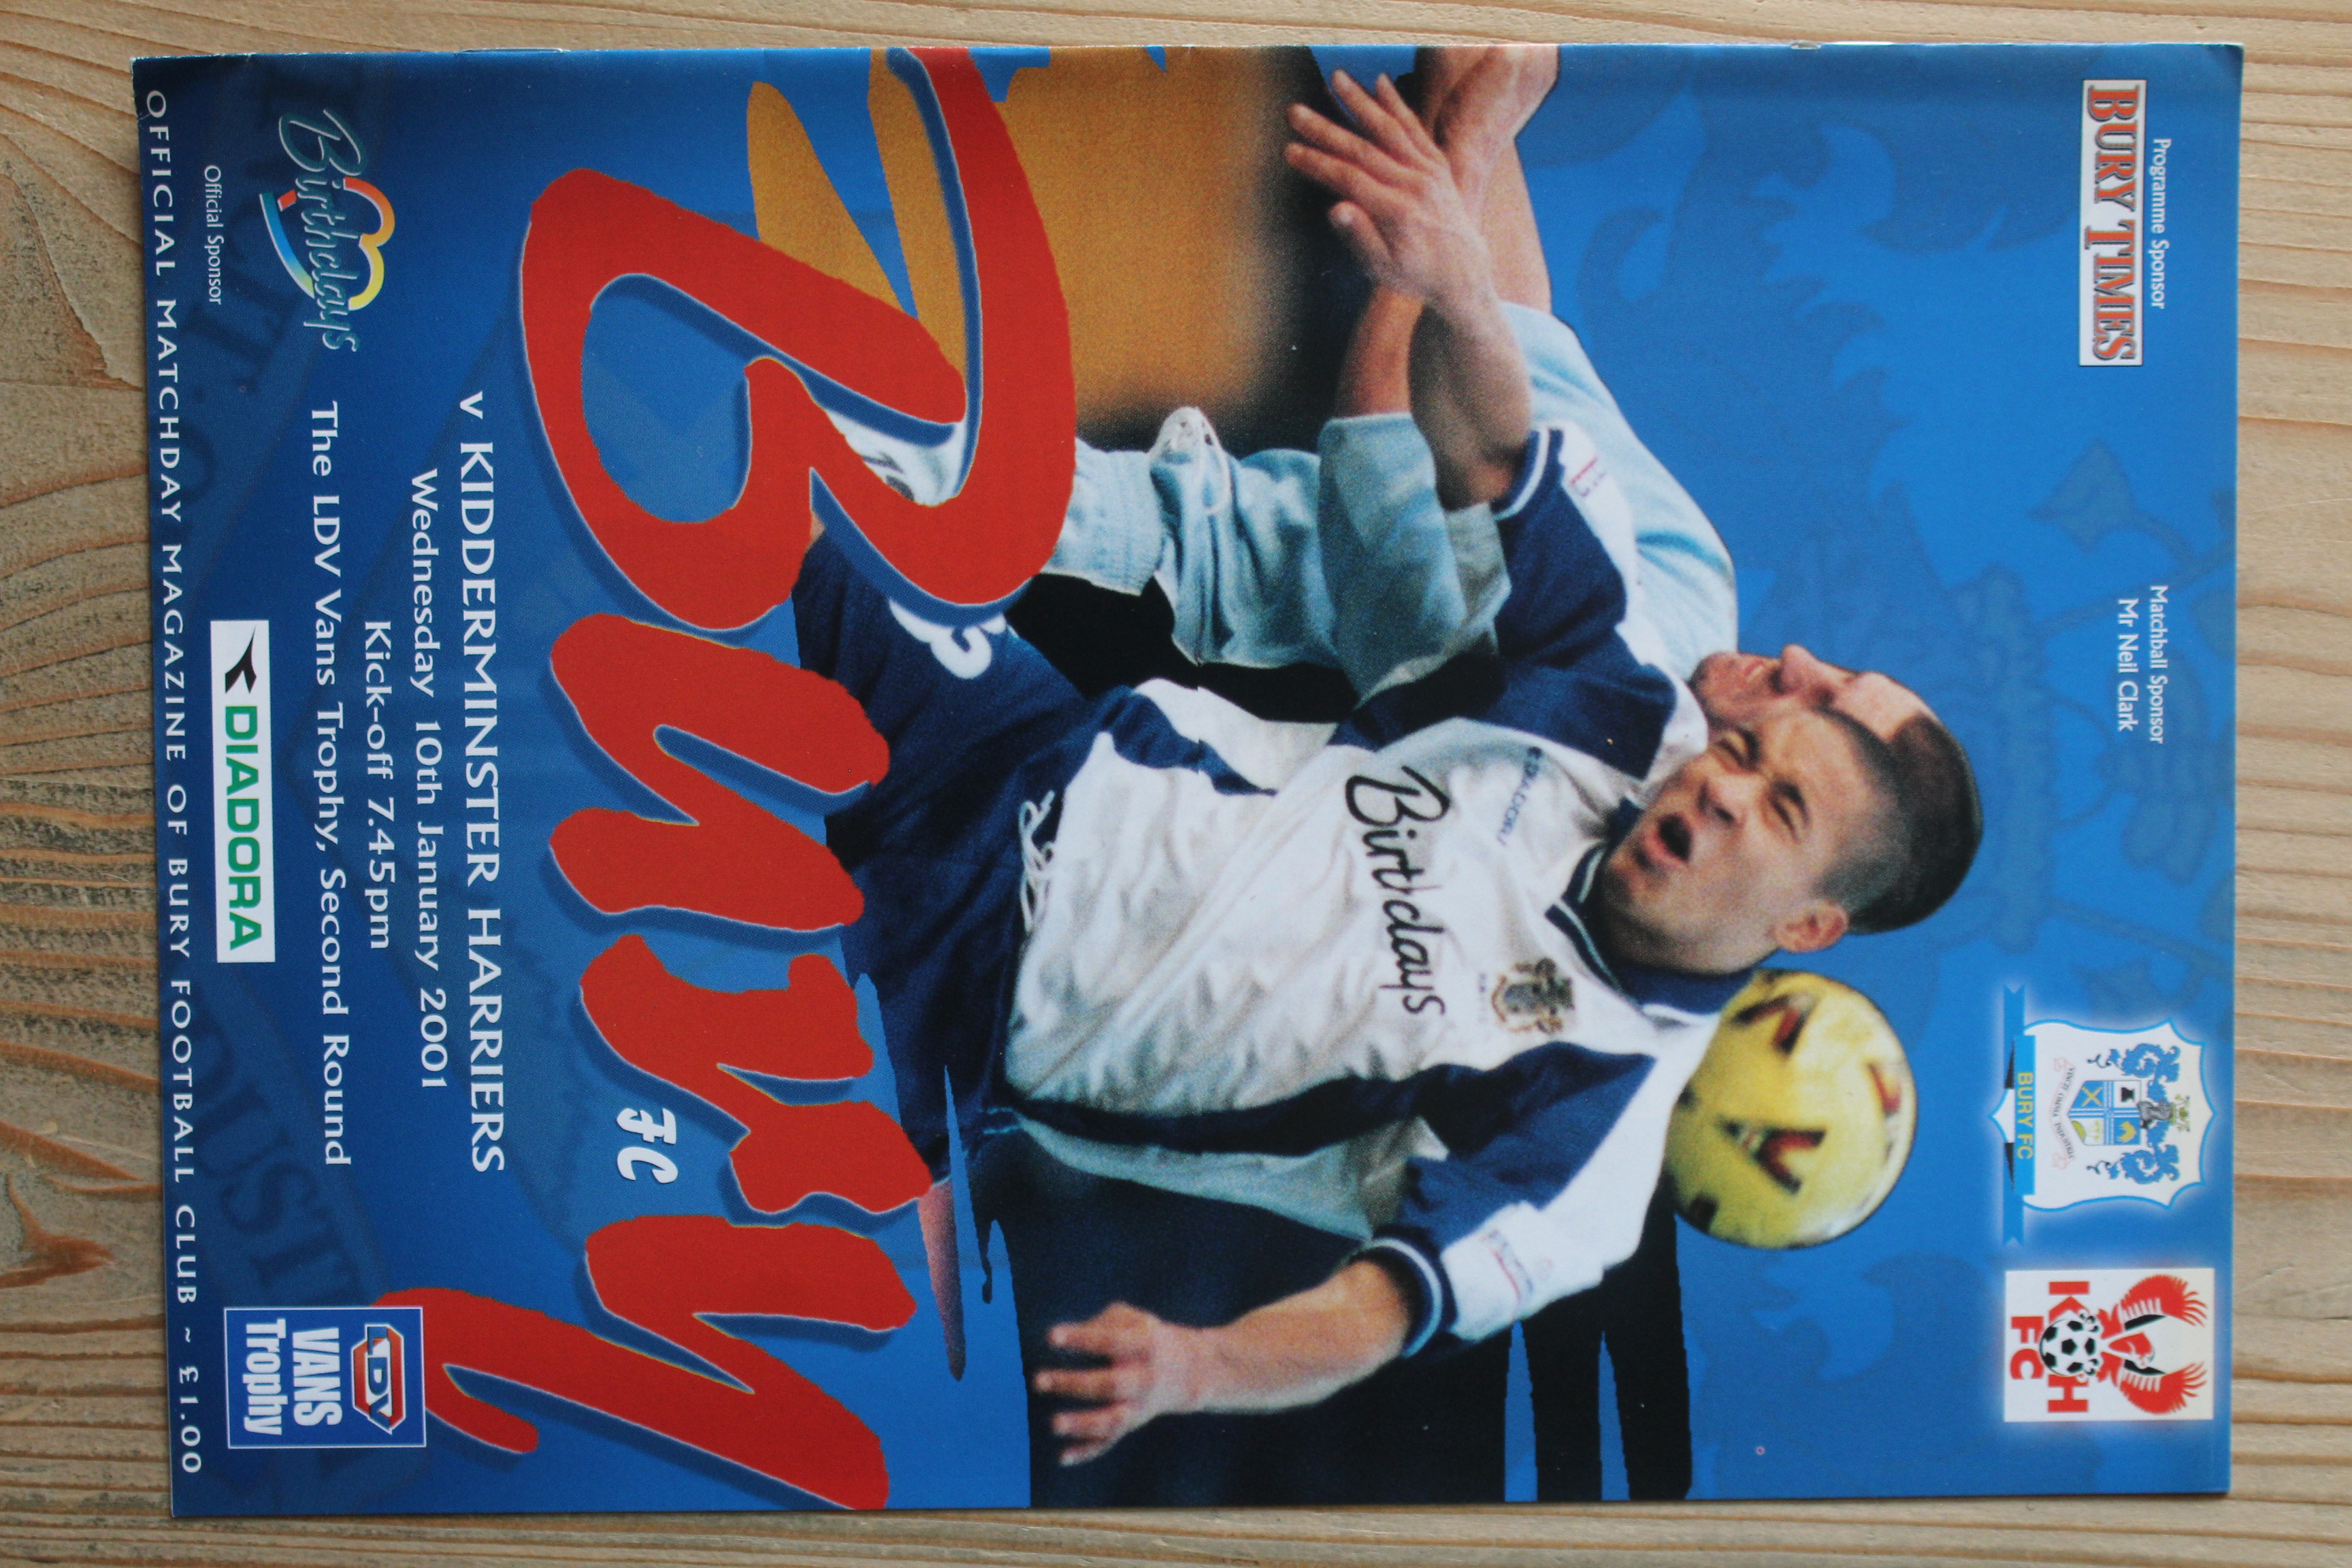 Programme Sponsor
BURY TIMES
Matchball Sponsor
Mr Neil Clark
BURY FC
KH
FC
Birthdays
Bury
FC
v KIDDERMINSTER HARRIERS
Wednesday 10th January 2001
Kick-off 7.45pm
The LDV Vans Trophy, Second Round
Birthdays
Official Sponsor
DIADORA
LDV
VANS
Trophy
OFFICIAL MATCHDAY MAGAZINE OF BURY FOOTBALL CLUB ~ £1.00